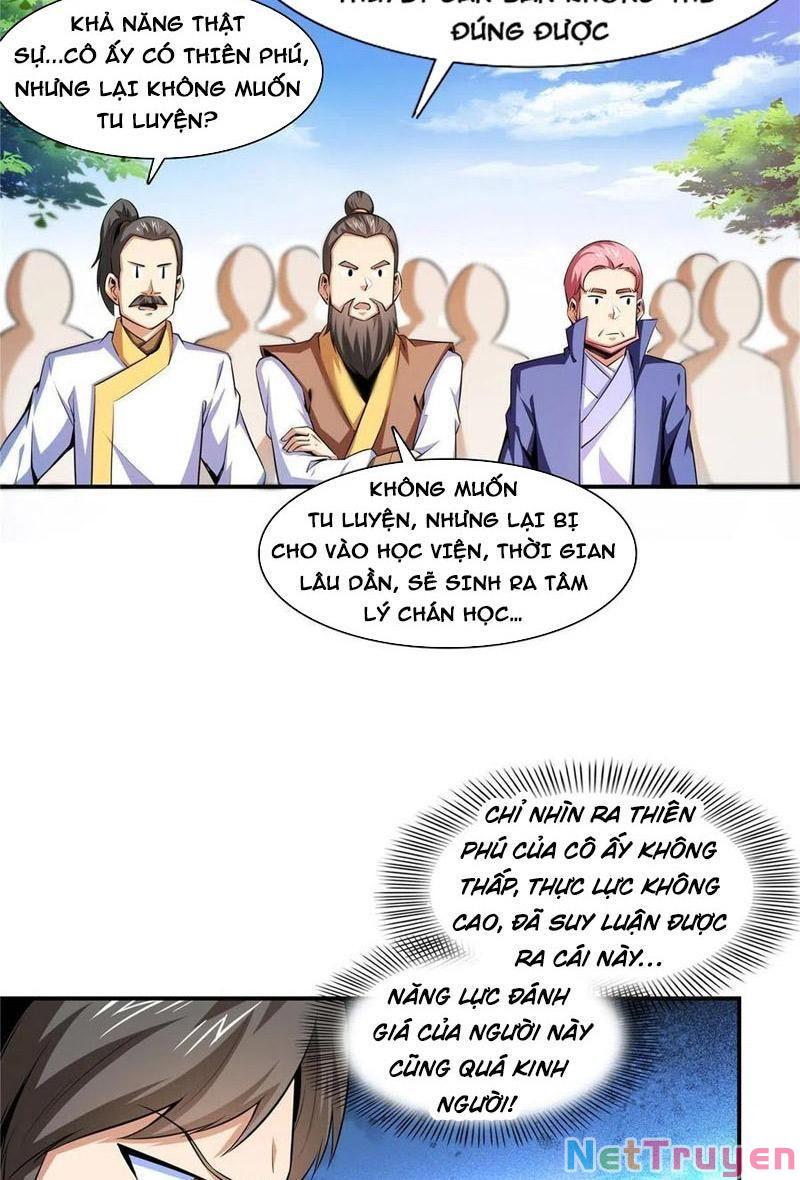 KHẢ NĂNG THẬT
SỰ...CÔ ẤY CÓ THIÊN PHÚ,
NHƯNG LẠI KHÔNG MUỐN
TU LUYỆN?
ĐÚNG ĐƯỢC
KHÔNG MUỐN
TU LUYỆN, NHƯNG LẠI BỊ
CHO VÀO HỌC VIỆN, THỜI GIAN
LÂU DẦN, SẼ SINH RA TÂM
LÝ CHÁN HỌC...
CHỈ NHÌN RA THIÊN
PHÚ CỦA CÔ ẤY KHÔNG
THẤP, THỰC LỰC KHÔNG
CAO, ĐÃ SUY LUẬN ĐƯỢC
RA CÁI NÀY...
NĂNG LỰC ĐÁNH
GIÁ CỦA NGƯỜI NÀY
CŨNG QUÁ KINH
NGƯỜI!
NetTruyen